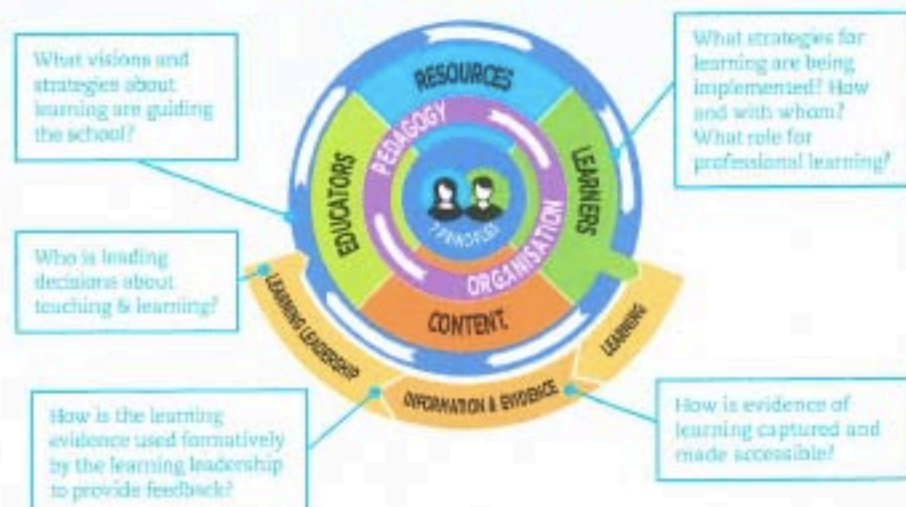 What visions and
strategies about
learning are guiding
the school?
What strategies for
learning are being
implemented? How
and with whom?
What role for
professional learning?
RESOURCES
PEDAGOGY
EDUCATORS
LEARNERS
7 PRINCIPLES
ORGANISATION
CONTENT
Who is leading
decisions about
teaching & learning?
LEARNING LEADERSHIP
INFORMATION & EVIDENCE
LEARNING
How is the learning
evidence used formatively
by the learning leadership
to provide feedback?
How is evidence of
learning captured and
made accessible?